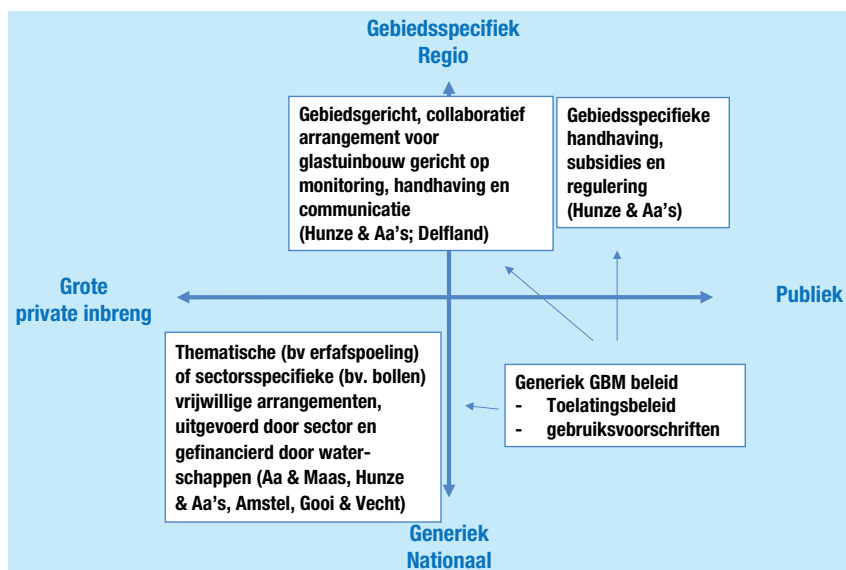 Gebiedsspecifiek
Regio
Gebiedsgericht, collaboratief
arrangement voor
glastuinbouw gericht op
monitoring, handhaving en
communicatie
(Hunze & Aa's; Delfland)
Gebiedsspecifieke
handhaving,
subsidies en
regulering
(Hunze & Aa's)
Grote
private inbreng
Publiek
Thematische (bv erfafspoeling)
of sectorsspecifieke (bv. bollen)
vrijwillige arrangementen,
uitgevoerd door sector en
gefinancierd door water-
schappen (Aa & Maas, Hunze
& Aa's, Amstel, Gooi & Vecht)
Generiek GBM beleid
- Toelatingsbeleid
- gebruiksvoorschriften
Generiek
Nationaal